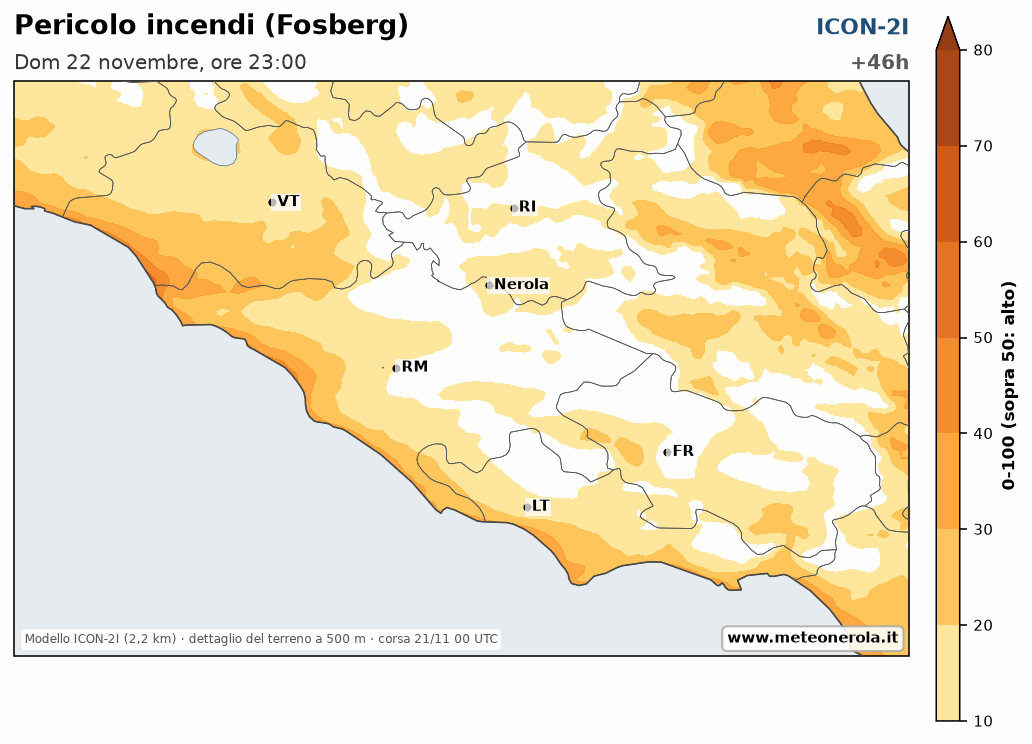 Pericolo incendi (Fosberg)
ICON-2I
Dom 22 novembre, ore 23:00
+46h
80
70
60
50
40
30
20
10
0-100 (sopra 50: alto)
VT
RI
Nerola
RM
FR
LT
Modello ICON-2I (2,2 km) · dettaglio del terreno a 500 m · corsa 21/11 00 UTC
www.meteonerola.it